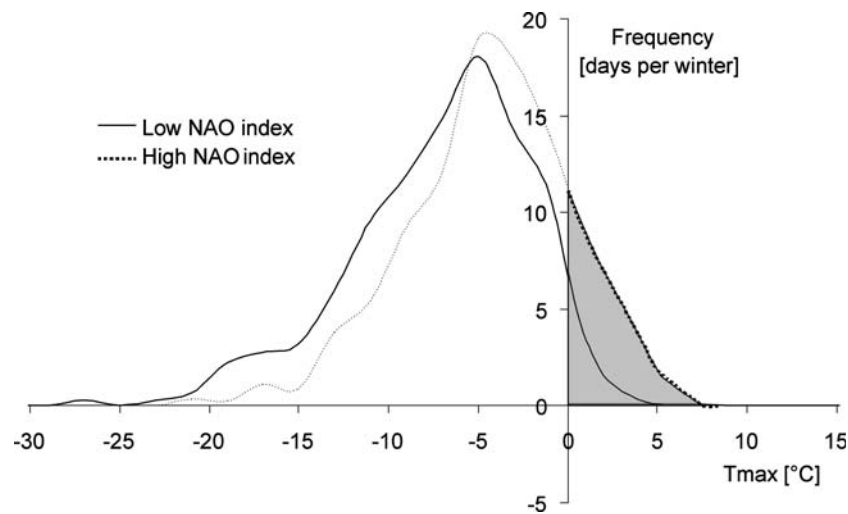 20
Frequency
[days per winter]
15
Low NAO index
High NAO index
10
5
0
-30 -25 -20 -15 -10 -5 0 5 10 15
Tmax [°C]
-5